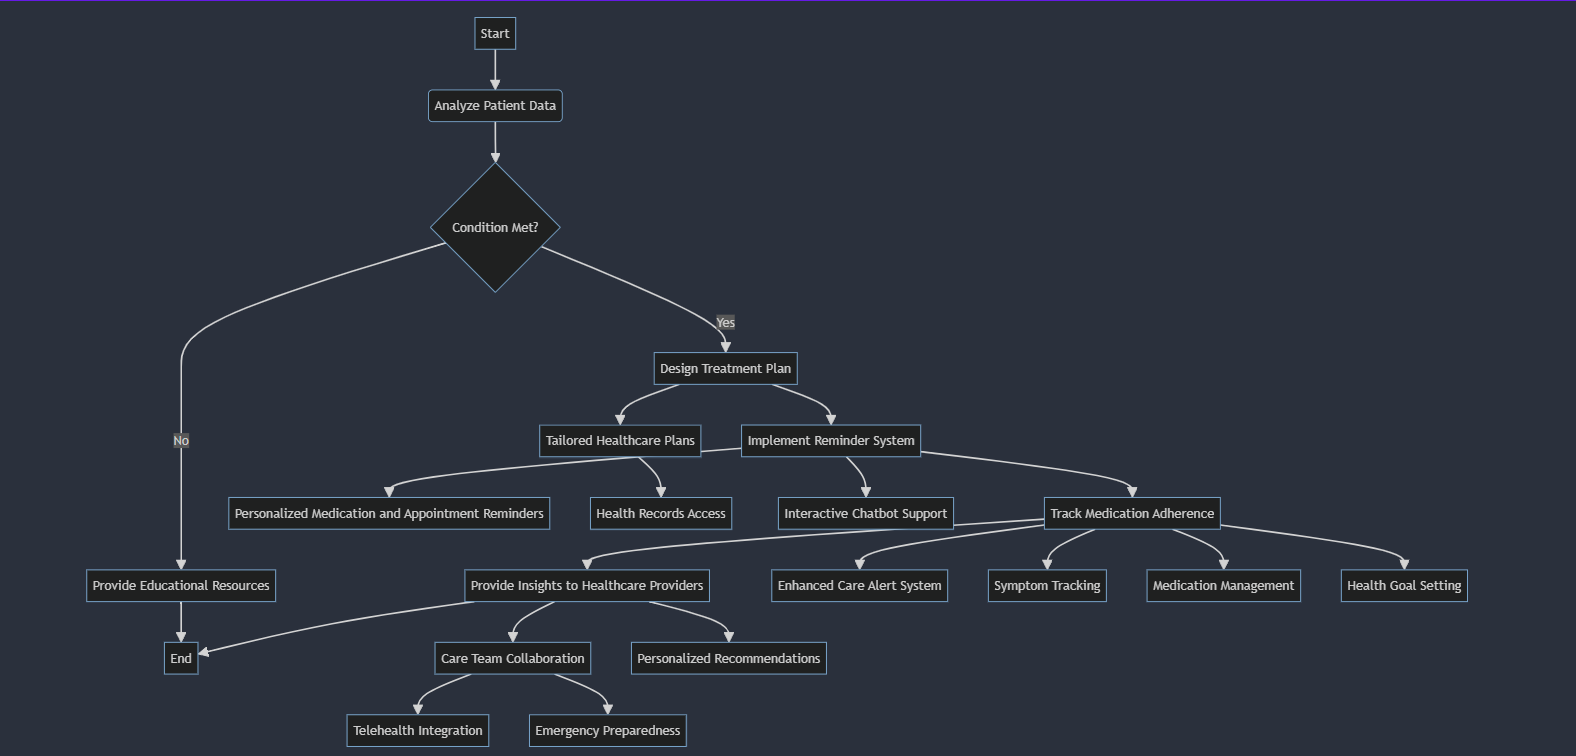 Start
Analyze Patient Data
Condition Met?
Yes
Design Treatment Plan
No
Tailored Healthcare Plans
Implement Reminder System
Personalized Medication and Appointment Reminders
Health Records Access
Interactive Chatbot Support
Track Medication Adherence
Provide Educational Resources
Provide Insights to Healthcare Providers
Enhanced Care Alert System
Symptom Tracking
Medication Management
Health Goal Setting
End
Care Team Collaboration
Personalized Recommendations
Telehealth Integration
Emergency Preparedness